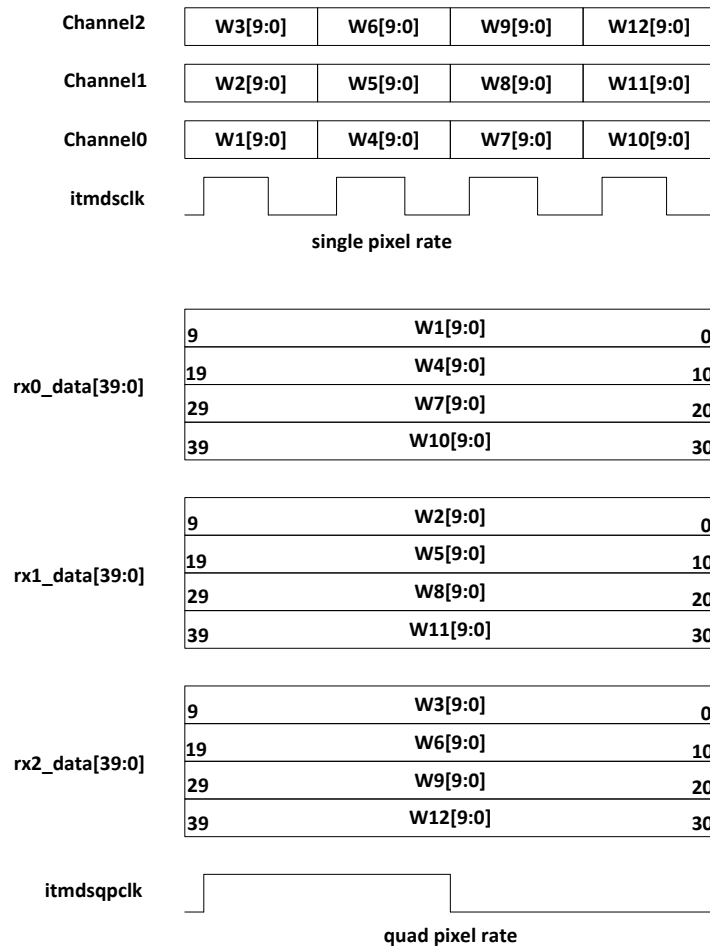 Channel2 W3[9:0] W6[9:0] W9[9:0] W12[9:0]
Channel1 W2[9:0] W5[9:0] W8[9:0] W11[9:0]
Channel0 W1[9:0] W4[9:0] W7[9:0] W10[9:0]
itmdsclk
single pixel rate
rx0_data[39:0]
9 W1[9:0] 0
19 W4[9:0] 10
29 W7[9:0] 20
39 W10[9:0] 30
rx1_data[39:0]
9 W2[9:0] 0
19 W5[9:0] 10
29 W8[9:0] 20
39 W11[9:0] 30
rx2_data[39:0]
9 W3[9:0] 0
19 W6[9:0] 10
29 W9[9:0] 20
39 W12[9:0] 30
itmdsqpclk
quad pixel rate